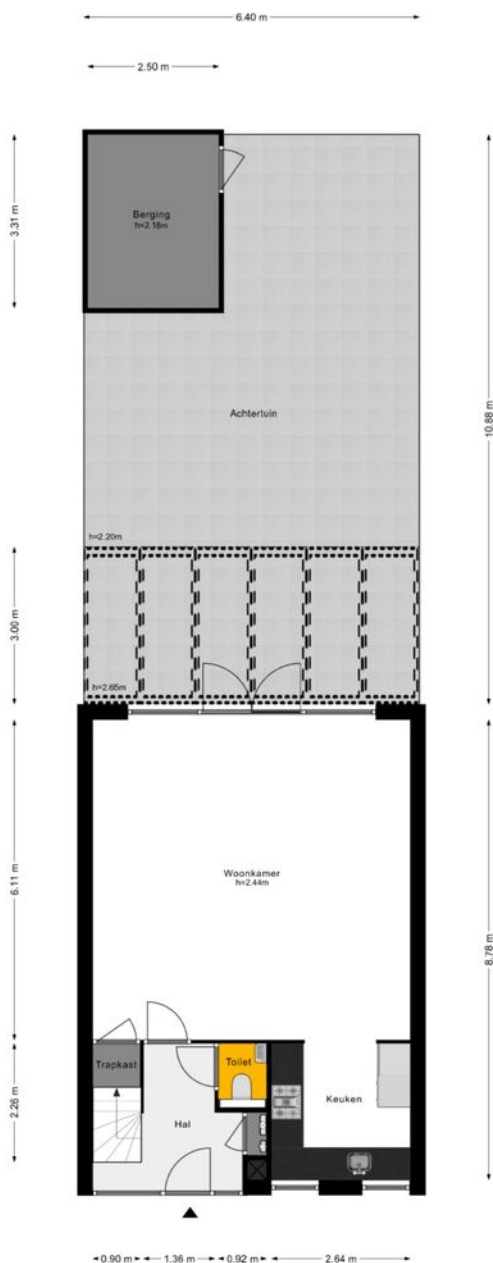 6.40 m
2.50 m
3.31 m
Berging
h=2.18m
Achtertuin
10.88 m
h=2.20m
3.00 m
h=2.65m
6.11 m
Woonkamer
h=2.44m
8.78 m
Trapkast
Toilet
2.26 m
Hal
Keuken
0.90 m
1.36 m
0.92 m
2.64 m